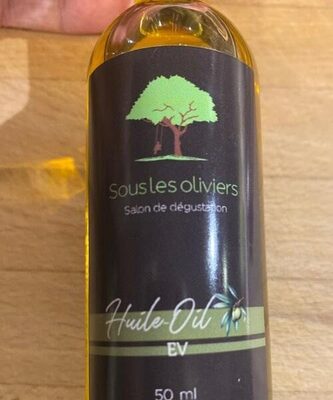 Sous les oliviers
Salon de dégustation
Huile-Oil
EV
50 ml